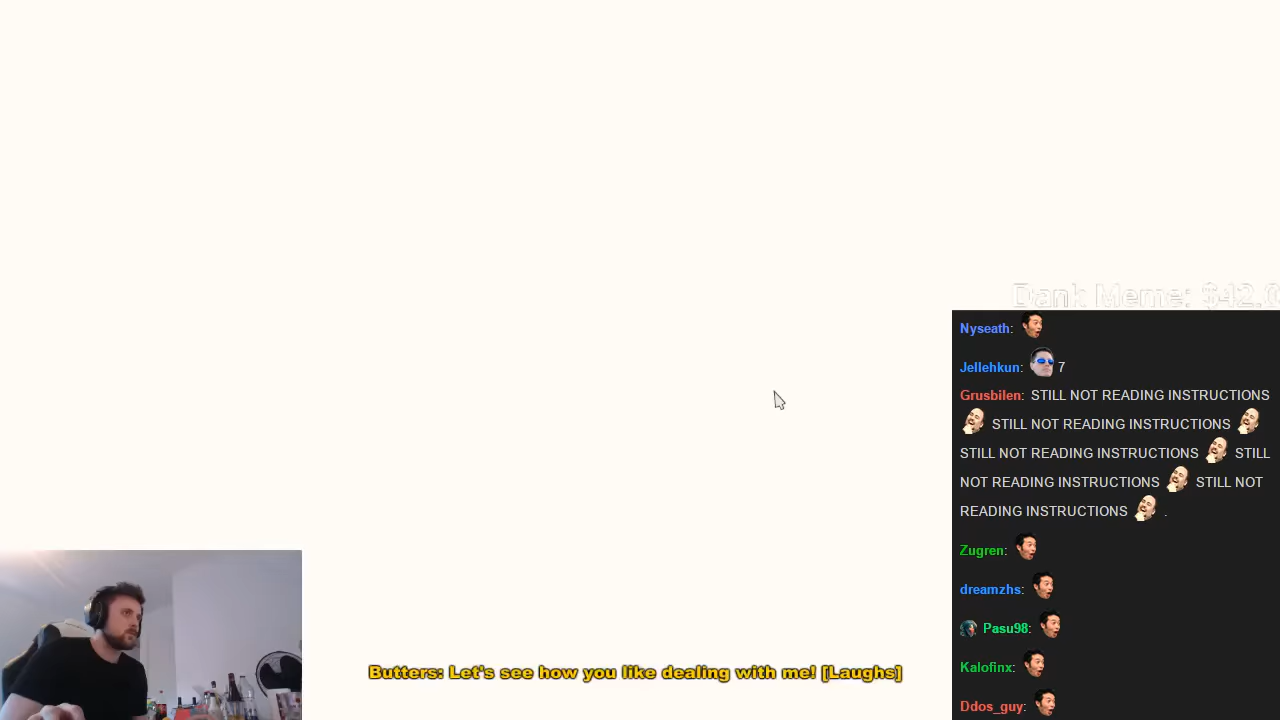 Dank Meme: $42.0
Nyseath:
Jellehkun: 7
Grusbilen: STILL NOT READING INSTRUCTIONS
STILL NOT READING INSTRUCTIONS
STILL NOT READING INSTRUCTIONS STILL
NOT READING INSTRUCTIONS STILL NOT
READING INSTRUCTIONS .
Zugren:
dreamzhs:
Pasu98:
Kalofinx:
Ddos_guy:
Butters: Let's see how you like dealing with me! [Laughs]